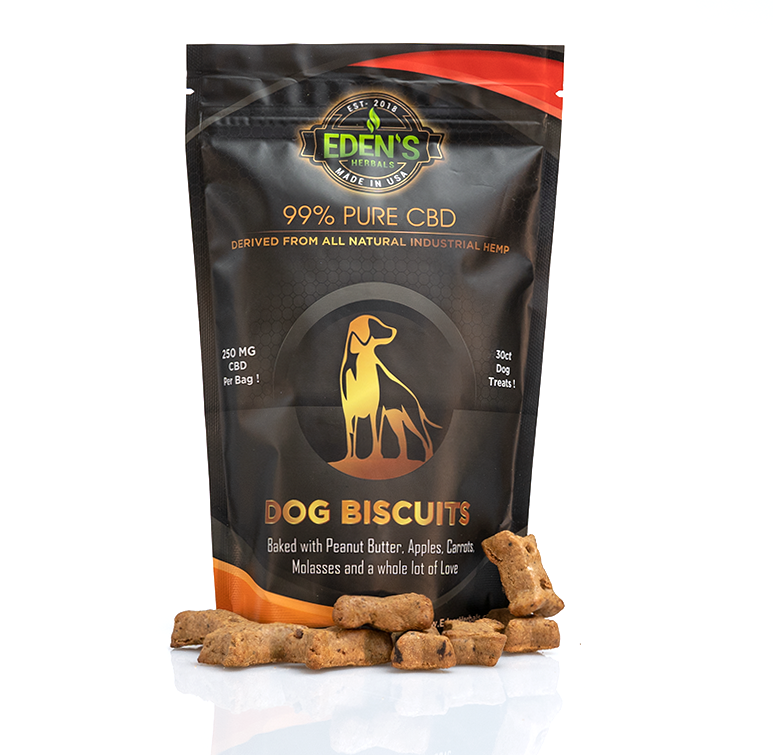 EST- 2018
EDEN'S
HERBALS
MADE IN USA
99% PURE CBD
DERIVED FROM ALL NATURAL INDUSTRIAL HEMP
250 MG
CBD
Per Bag !
30ct
Dog
Treats !
DOG BISCUITS
Baked with Peanut Butter, Apples, Carrots,
Molasses and a whole lot of Love